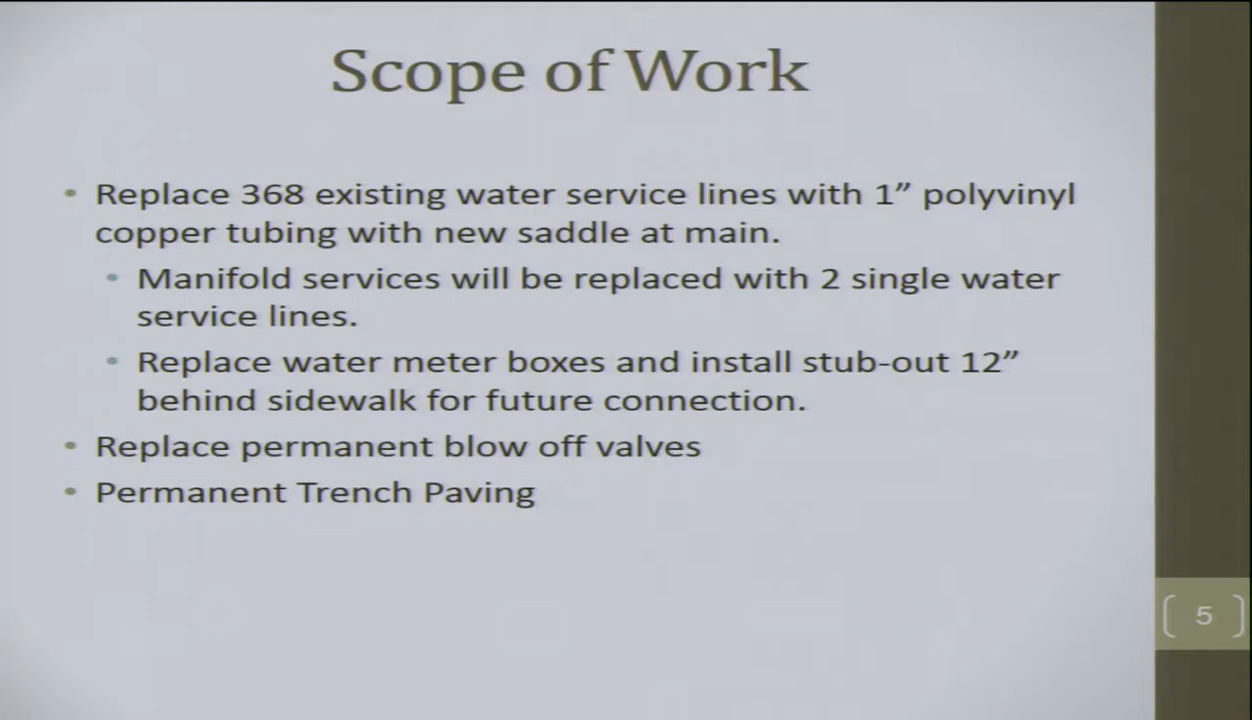 Scope of Work
• Replace 368 existing water service lines with 1” polyvinyl
copper tubing with new saddle at main.
• Manifold services will be replaced with 2 single water
service lines.
• Replace water meter boxes and install stub-out 12”
behind sidewalk for future connection.
• Replace permanent blow off valves
• Permanent Trench Paving
5